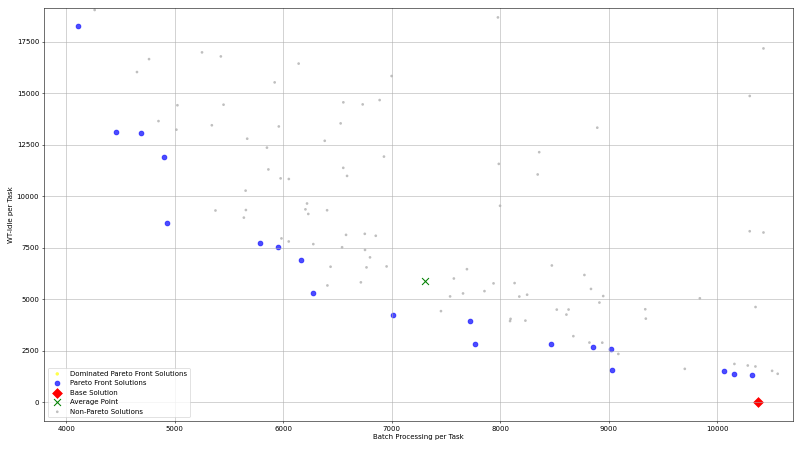 17500
15000
12500
10000
7500
5000
2500
0
WT-Idle per Task
Dominated Pareto Front Solutions
Pareto Front Solutions
Base Solution
Average Point
Non-Pareto Solutions
4000 5000 6000 7000 8000 9000 10000
Batch Processing per Task